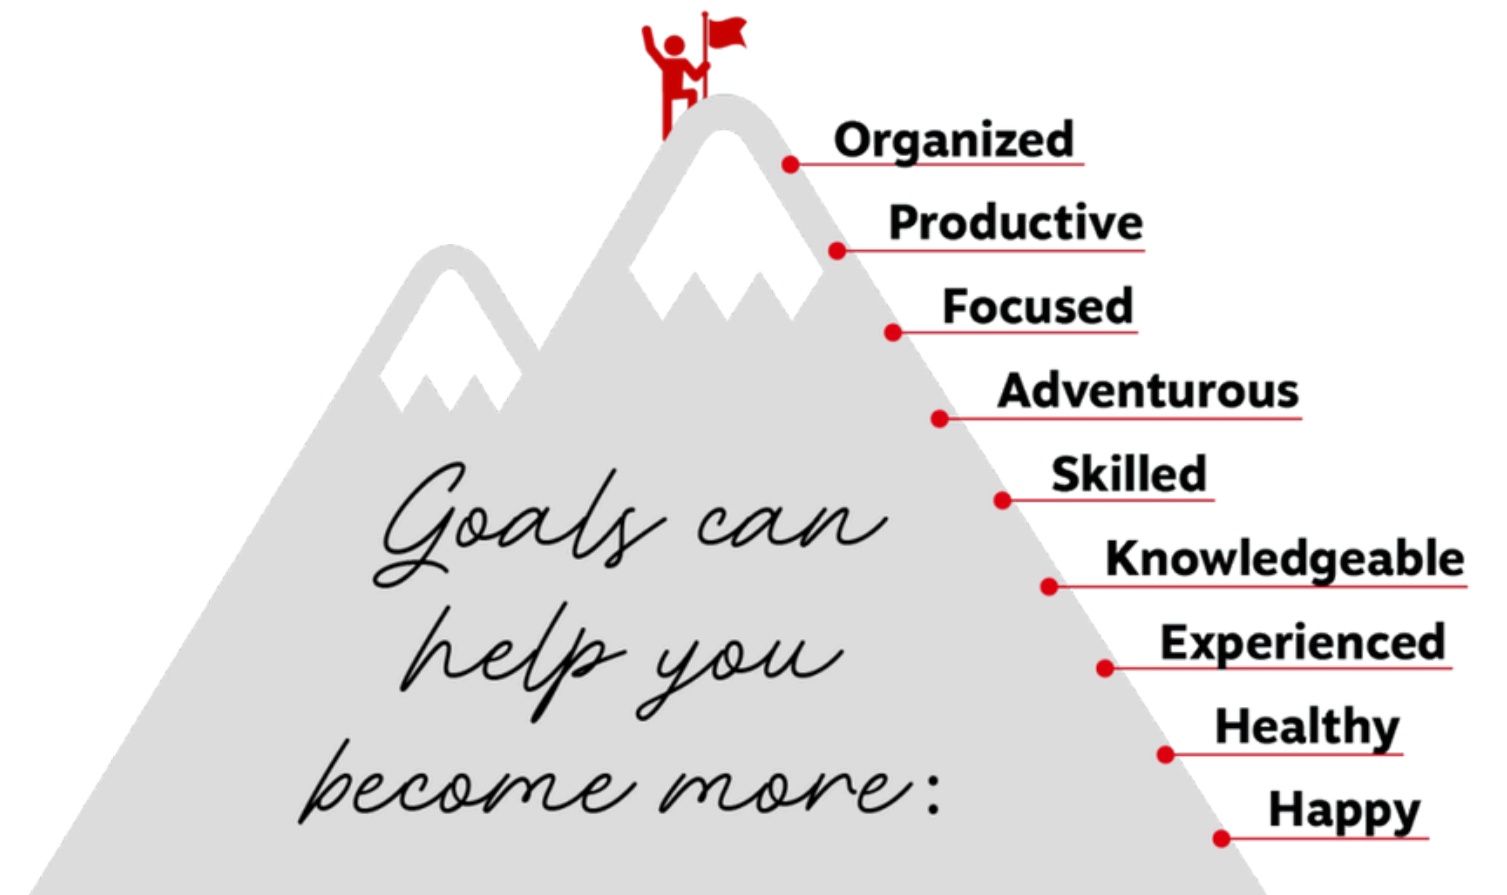 Organized
Productive
Focused
Adventurous
Skilled
Knowledgeable
Experienced
Healthy
Happy
Goals can
help you
become more: